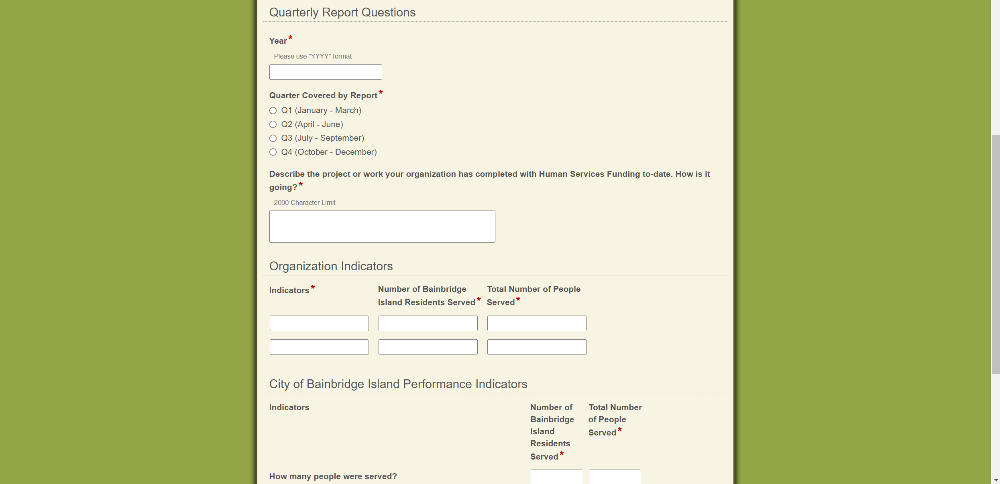 Quarterly Report Questions
Year*
Please use "YYYY" format
Quarter Covered by Report*
Q1 (January - March)
Q2 (April - June)
Q3 (July - September)
Q4 (October - December)
Describe the project or work your organization has completed with Human Services Funding to-date. How is it
going?*
2000 Character Limit
Organization Indicators
Indicators*
Number of Bainbridge
Island Residents Served*
Total Number of People
Served*
City of Bainbridge Island Performance Indicators
Indicators
Number of
Bainbridge
Island
Residents
Served*
Total Number
of People
Served*
How many people were served?